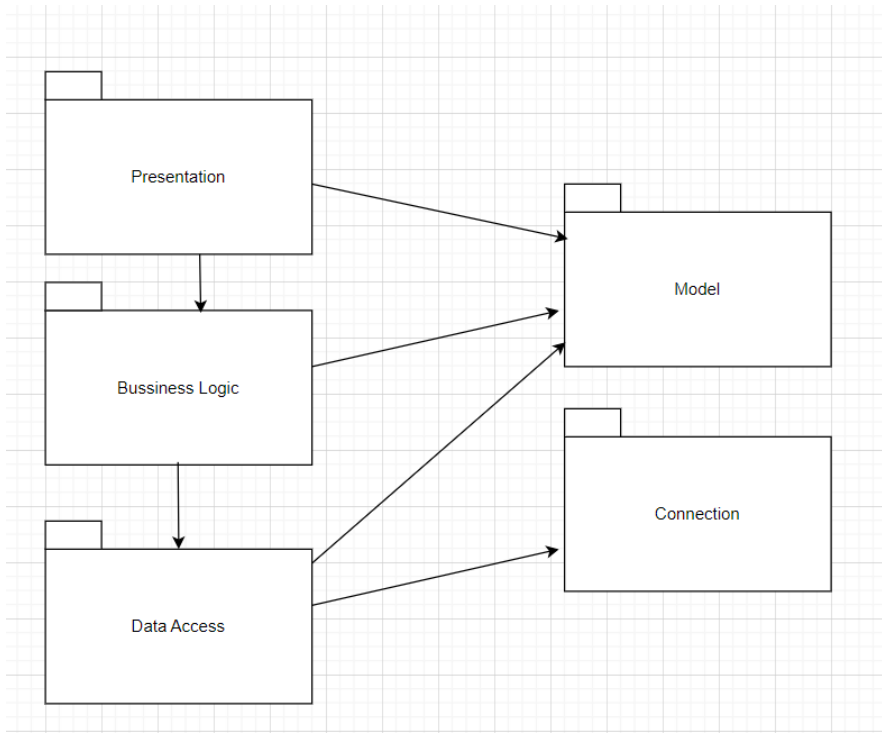 Presentation
Model
Bussiness Logic
Connection
Data Access